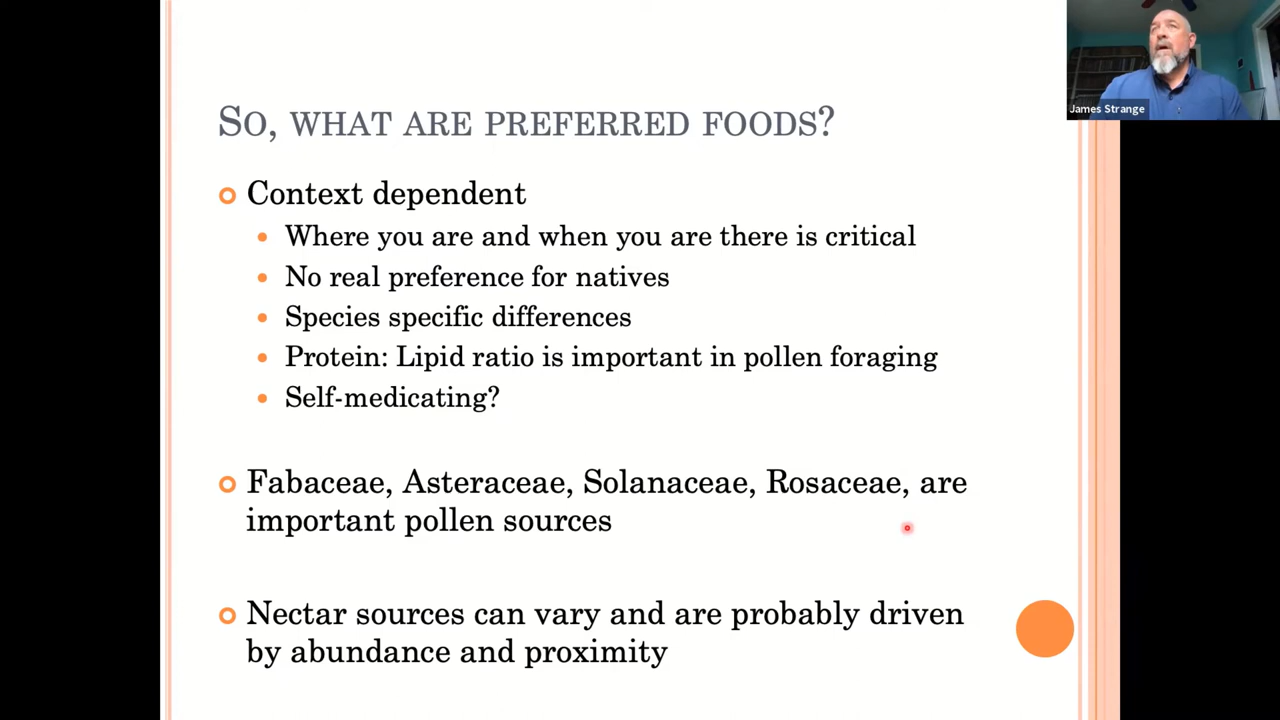 James Strange
So, what are preferred foods?
Context dependent
Where you are and when you are there is critical
No real preference for natives
Species specific differences
Protein: Lipid ratio is important in pollen foraging
Self-medicating?
Fabaceae, Asteraceae, Solanaceae, Rosaceae, are
important pollen sources
Nectar sources can vary and are probably driven
by abundance and proximity